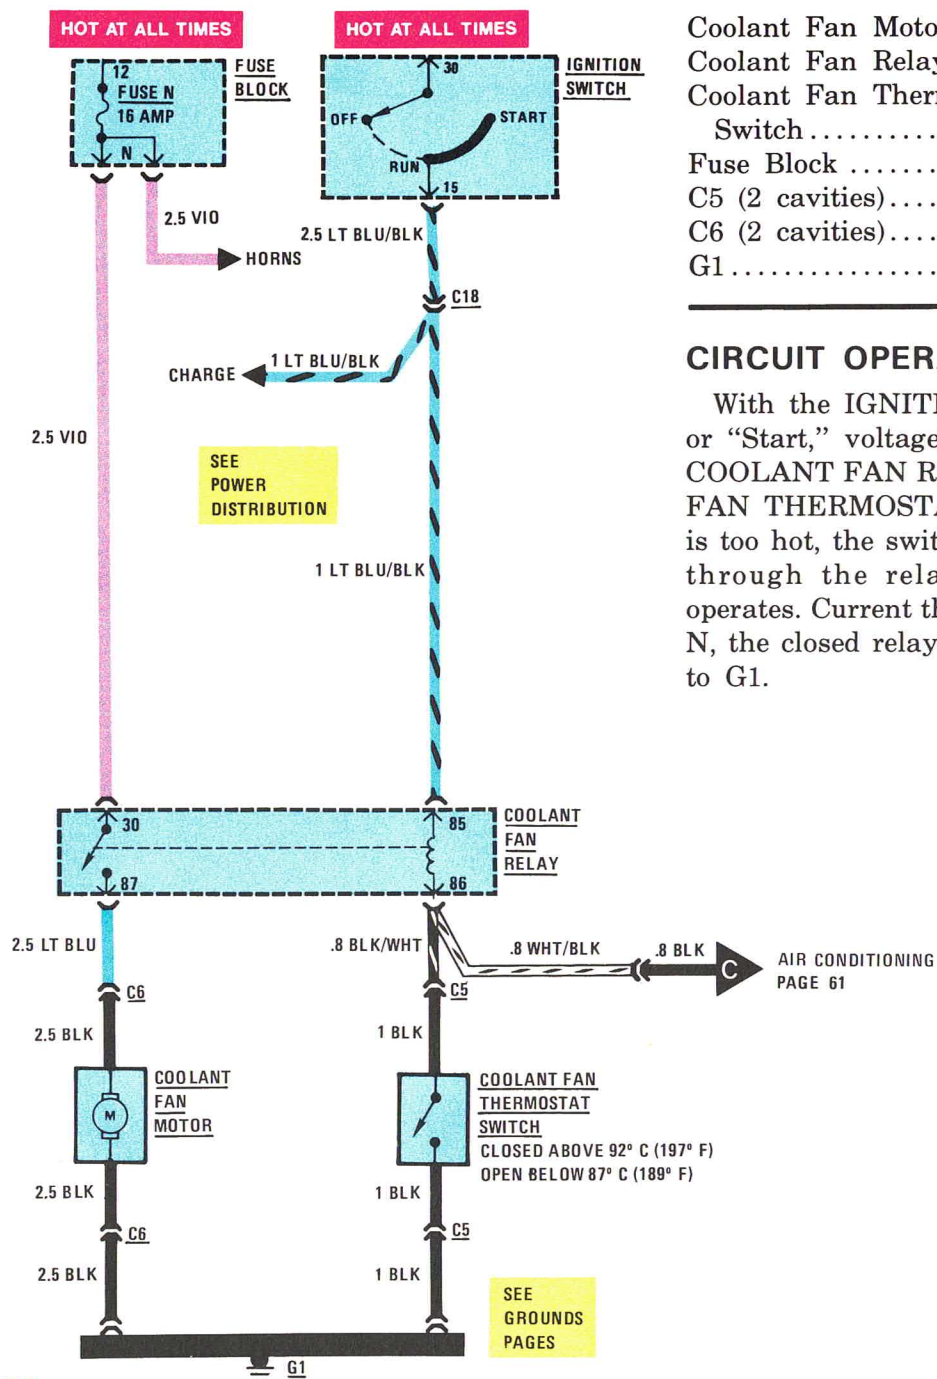 HOT AT ALL TIMES
HOT AT ALL TIMES
12
FUSE N
16 AMP
N
FUSE
BLOCK
30
OFF
START
RUN
15
IGNITION
SWITCH
2.5 VIO
HORNS
2.5 LT BLU/BLK
C18
CHARGE
1 LT BLU/BLK
2.5 VIO
SEE
POWER
DISTRIBUTION
1 LT BLU/BLK
30
87
85
86
COOLANT
FAN
RELAY
2.5 LT BLU
.8 BLK/WHT
.8 WHT/BLK
.8 BLK
C
AIR CONDITIONING
PAGE 61
C6
C5
2.5 BLK
1 BLK
M
COOLANT
FAN
MOTOR
COOLANT FAN
THERMOSTAT
SWITCH
CLOSED ABOVE 92° C (197° F)
OPEN BELOW 87° C (189° F)
2.5 BLK
1 BLK
C6
C5
2.5 BLK
1 BLK
SEE
GROUNDS
PAGES
G1
Coolant Fan Moto
Coolant Fan Relay
Coolant Fan Ther
Switch..........
Fuse Block .......
C5 (2 cavities)....
C6 (2 cavities)....
G1................
CIRCUIT OPER
With the IGNITI
or “Start,” voltage
COOLANT FAN R
FAN THERMOSTA
is too hot, the swit
through the rela
operates. Current t
N, the closed relay
to G1.